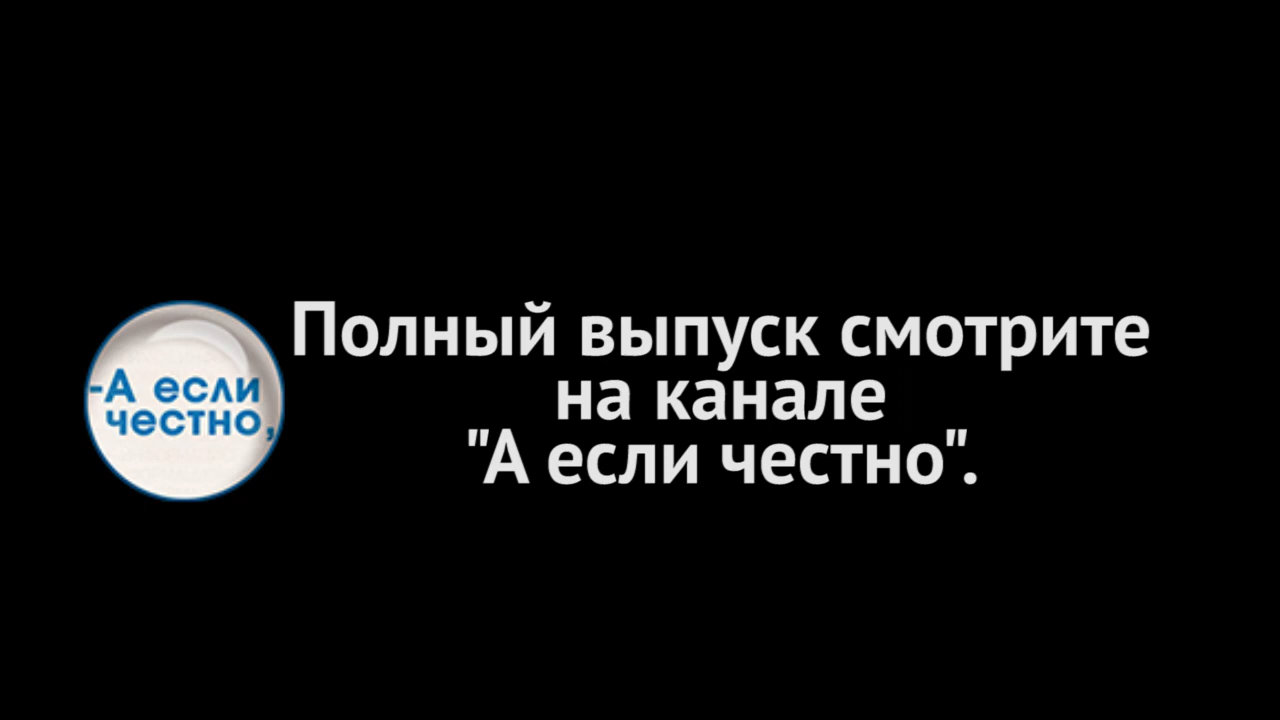 -А если
честно,
Полный выпуск смотрите
на канале
"А если честно".